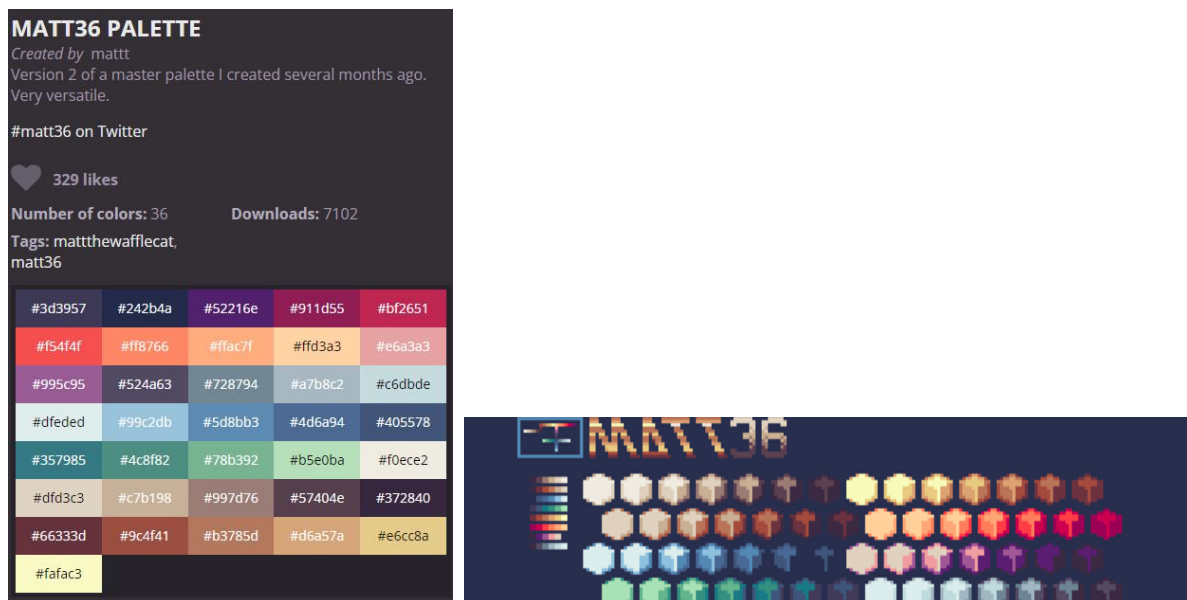 MATT36 PALETTE
Created by mattt
Version 2 of a master palette I created several months ago.
Very versatile.
#matt36 on Twitter
329 likes
Number of colors: 36 Downloads: 7102
Tags: mattthewafflecat,
matt36
#3d3957 #242b4a #52216e #911d55 #bf2651
#f54f4f #ff8766 #ffac7f #ffd3a3 #e6a3a3
#995c95 #524a63 #728794 #a7b8c2 #c6dbde
#dfeded #99c2db #5d8bb3 #4d6a94 #405578
#357985 #4c8f82 #78b392 #b5e0ba #f0ece2
#dfd3c3 #c7b198 #997d76 #57404e #372840
#66333d #9c4f41 #b3785d #d6a57a #e6cc8a
#fafac3
MATT36